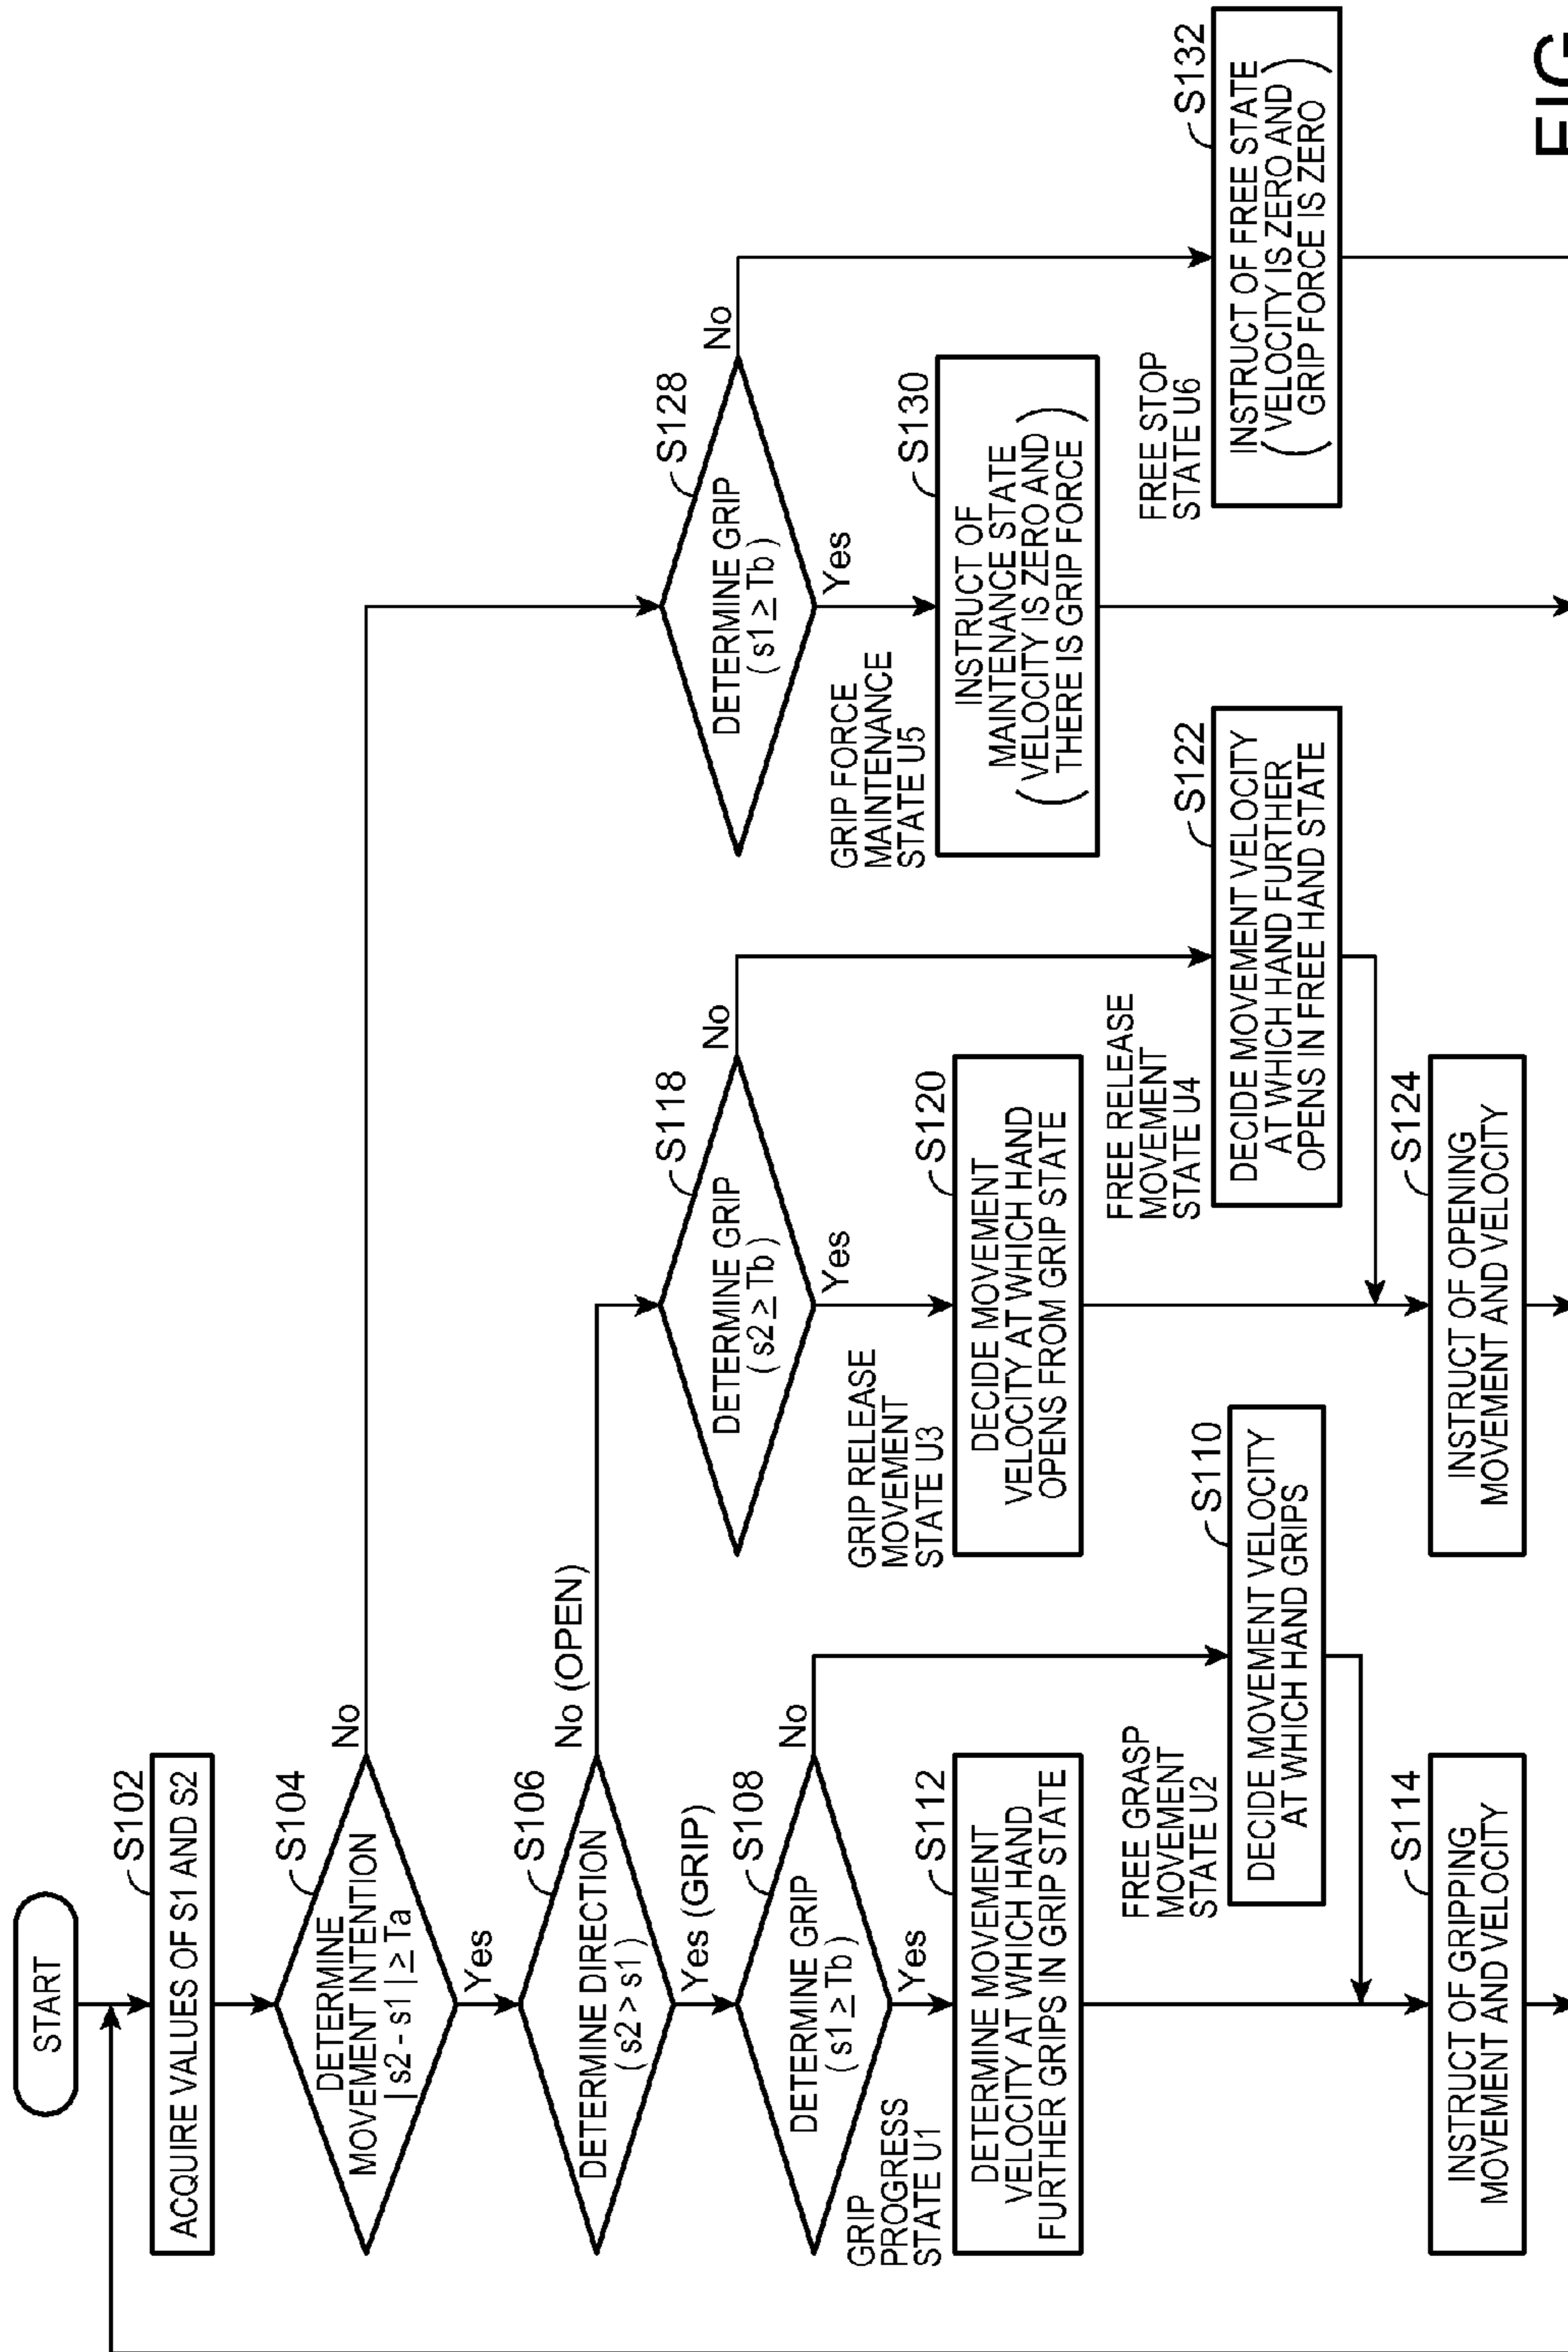 START
S102
ACQUIRE VALUES OF S1 AND S2
S104
DETERMINE
MOVEMENT INTENTION
| s2 - s1 | ≥ Ta
No
Yes
S106
DETERMINE DIRECTION
( s2 > s1 )
No (OPEN)
Yes (GRIP)
S108
DETERMINE GRIP
( s1 ≥ Tb )
No
Yes
GRIP
PROGRESS
STATE U1
S112
DETERMINE MOVEMENT
VELOCITY AT WHICH HAND
FURTHER GRIPS IN GRIP STATE
FREE GRASP
MOVEMENT
STATE U2
S110
DECIDE MOVEMENT VELOCITY
AT WHICH HAND GRIPS
S114
INSTRUCT OF GRIPPING
MOVEMENT AND VELOCITY
S118
DETERMINE GRIP
( s2 ≥ Tb )
No
Yes
GRIP RELEASE
MOVEMENT
STATE U3
S120
DECIDE MOVEMENT
VELOCITY AT WHICH HAND
OPENS FROM GRIP STATE
FREE RELEASE
MOVEMENT
STATE U4
S122
DECIDE MOVEMENT VELOCITY
AT WHICH HAND FURTHER
OPENS IN FREE HAND STATE
S124
INSTRUCT OF OPENING
MOVEMENT AND VELOCITY
S128
DETERMINE GRIP
( s1 ≥ Tb )
No
Yes
GRIP FORCE
MAINTENANCE
STATE U5
S130
INSTRUCT OF
MAINTENANCE STATE
( VELOCITY IS ZERO AND
THERE IS GRIP FORCE )
FREE STOP
STATE U6
S132
INSTRUCT OF FREE STATE
( VELOCITY IS ZERO AND
GRIP FORCE IS ZERO )